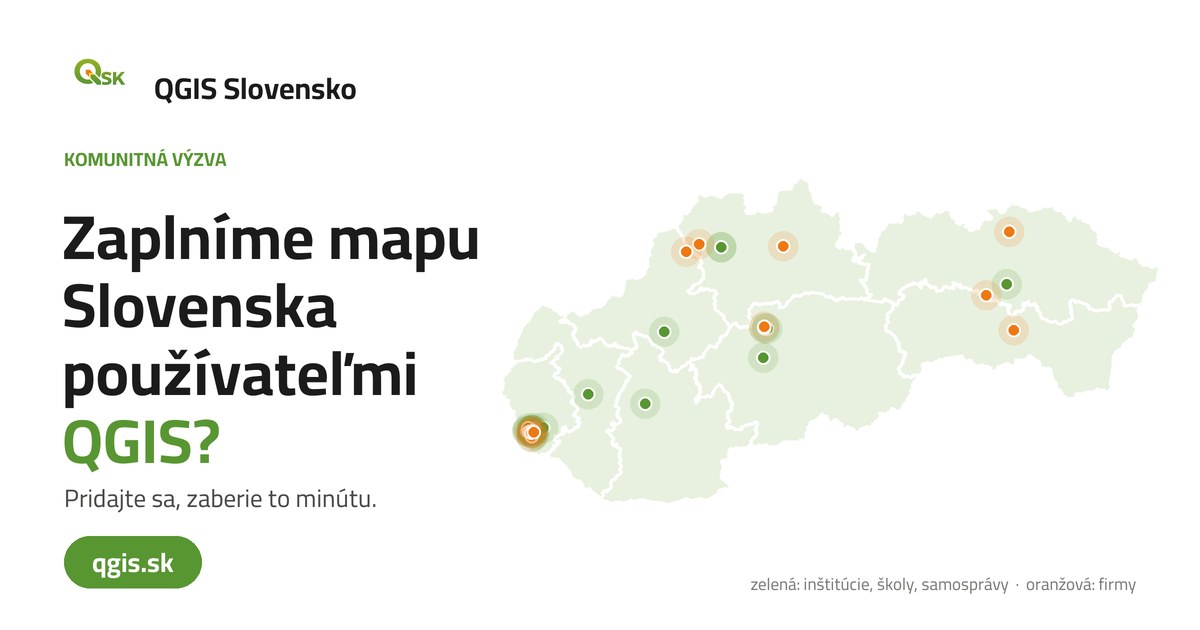 QSK
QGIS Slovensko
KOMUNITNÁ VÝZVA
Zaplníme mapu
Slovenska
používateľmi
QGIS?
Pridajte sa, zaberie to minútu.
qgis.sk
zelená: inštitúcie, školy, samosprávy · oranžová: firmy